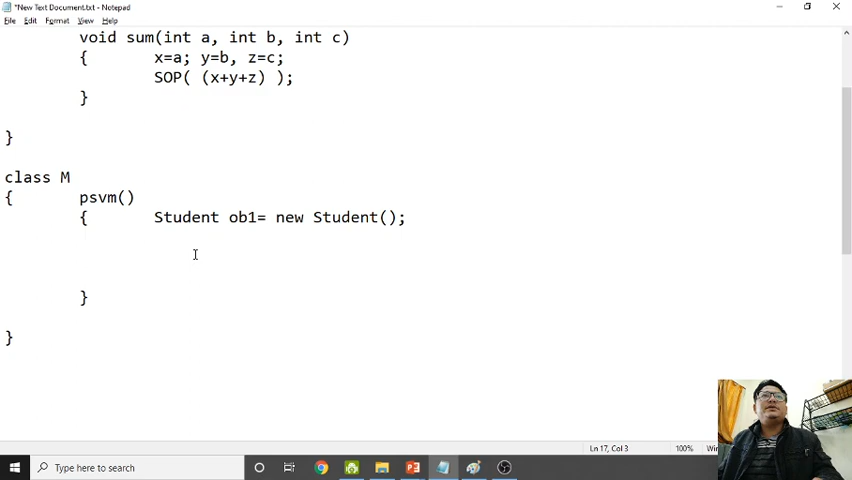 *New Text Document.txt - Notepad
File Edit Format View Help
void sum(int a, int b, int c)
{ x=a; y=b, z=c;
SOP( (x+y+z) );
}
}
class M
{ psvm()
{ Student ob1= new Student();
}
}
Ln 17, Col 3 100%
Type here to search